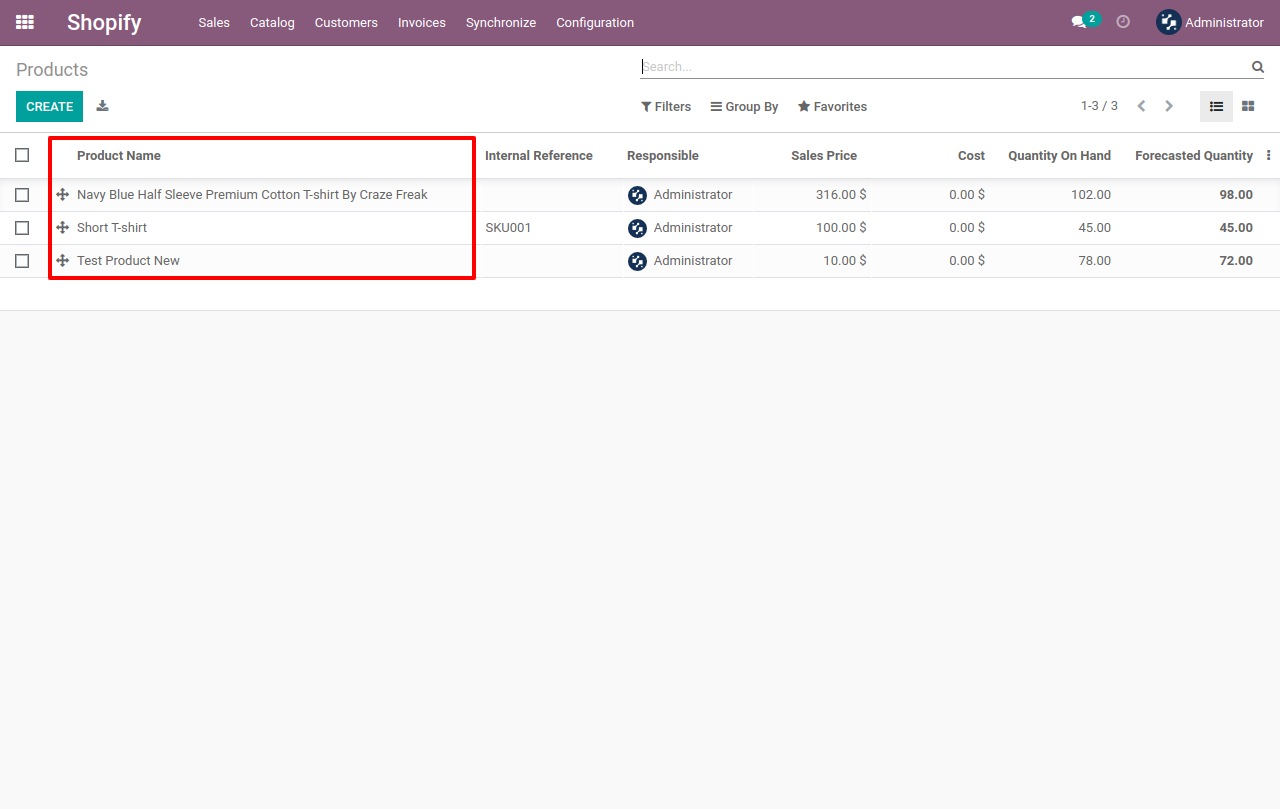 Shopify Sales Catalog Customers Invoices Synchronize Configuration 2 Administrator
Products Search...
CREATE Filters Group By Favorites 1-3 / 3
Product Name Internal Reference Responsible Sales Price Cost Quantity On Hand Forecasted Quantity
Navy Blue Half Sleeve Premium Cotton T-shirt By Craze Freak Administrator 316.00 $ 0.00 $ 102.00 98.00
Short T-shirt SKU001 Administrator 100.00 $ 0.00 $ 45.00 45.00
Test Product New Administrator 10.00 $ 0.00 $ 78.00 72.00